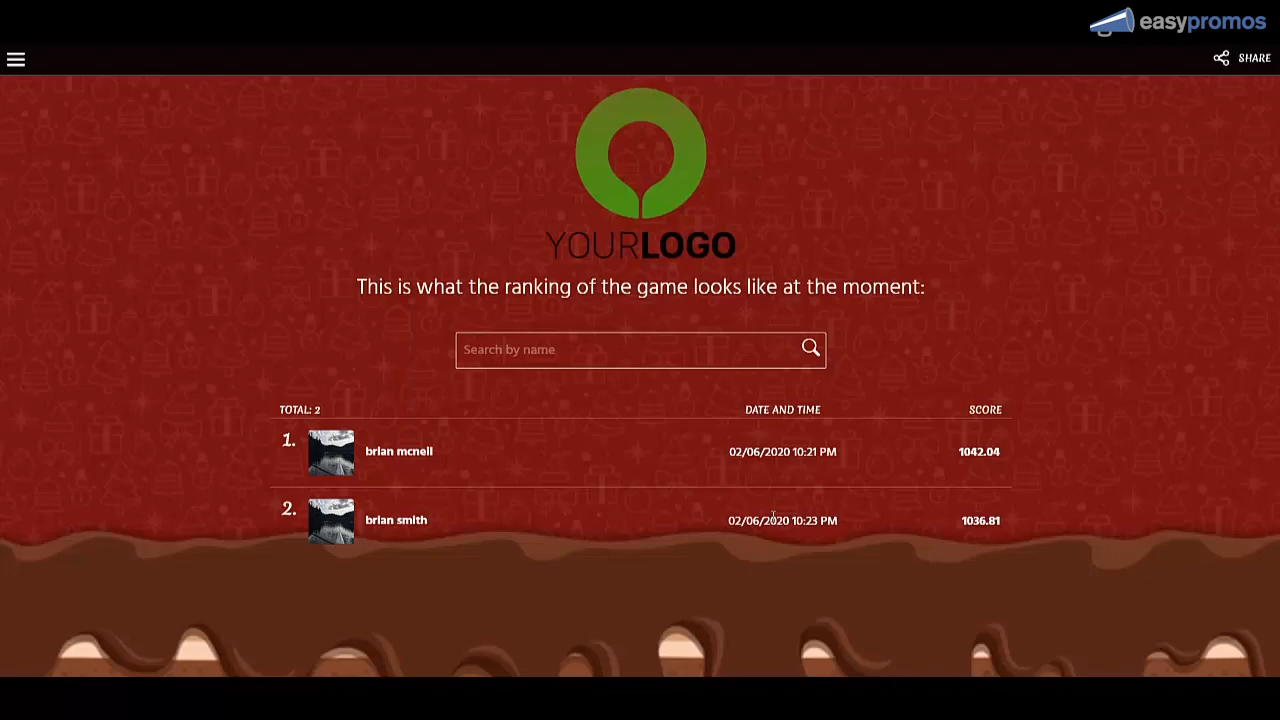 easypromos
SHARE
YOURLOGO
This is what the ranking of the game looks like at the moment:
Search by name
TOTAL: 2 DATE AND TIME SCORE
1. brian mcneil 02/06/2020 10:21 PM 1042.04
2. brian smith 02/06/2020 10:23 PM 1036.81